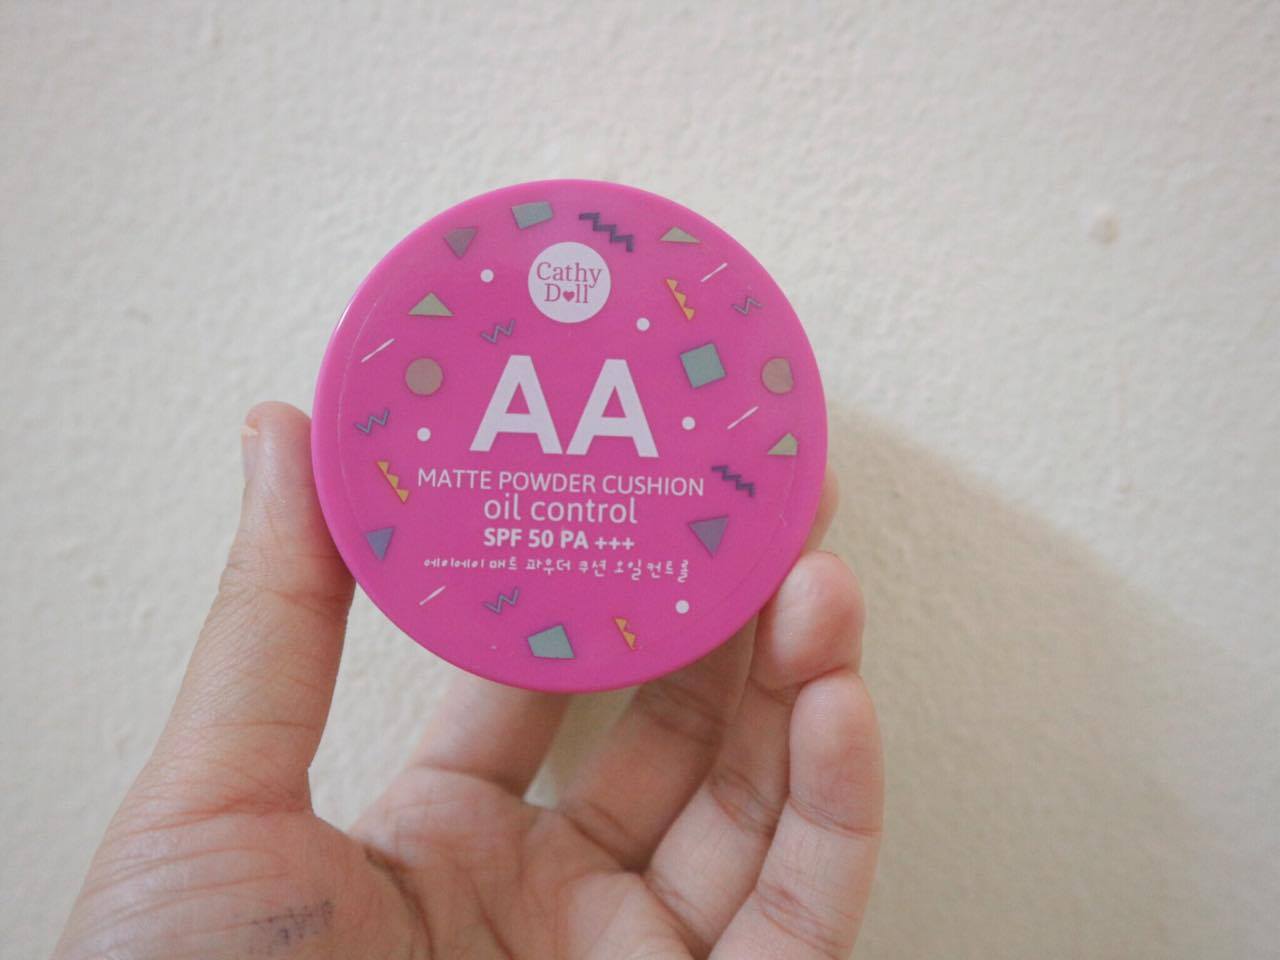 Cathy
Doll
AA
MATTE POWDER CUSHION
oil control
SPF 50 PA +++
에이에이 매트 파우더 쿠션 오일 컨트롤